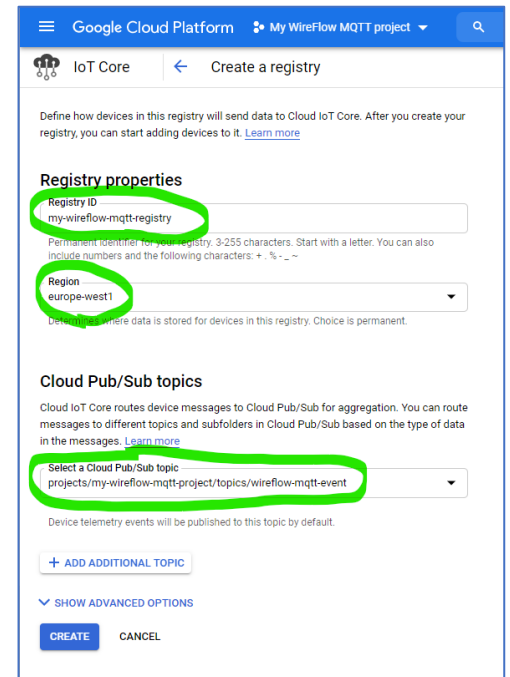 Google Cloud Platform My WireFlow MQTT project
IoT Core Create a registry
Define how devices in this registry will send data to Cloud IoT Core. After you create your
registry, you can start adding devices to it. Learn more
Registry properties
Registry ID
my-wireflow-mqtt-registry
Permanent identifier for your registry. 3-255 characters. Start with a letter. You can also
include numbers and the following characters: + . % - _ ~
Region
europe-west1
Determines where data is stored for devices in this registry. Choice is permanent.
Cloud Pub/Sub topics
Cloud IoT Core routes device messages to Cloud Pub/Sub for aggregation. You can route
messages to different topics and subfolders in Cloud Pub/Sub based on the type of data
in the messages. Learn more
Select a Cloud Pub/Sub topic
projects/my-wireflow-mqtt-project/topics/wireflow-mqtt-event
Device telemetry events will be published to this topic by default.
+ ADD ADDITIONAL TOPIC
SHOW ADVANCED OPTIONS
CREATE CANCEL